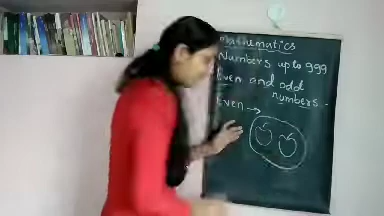 Mathematics
Numbers up to 999
Even and odd
numbers -
Even →